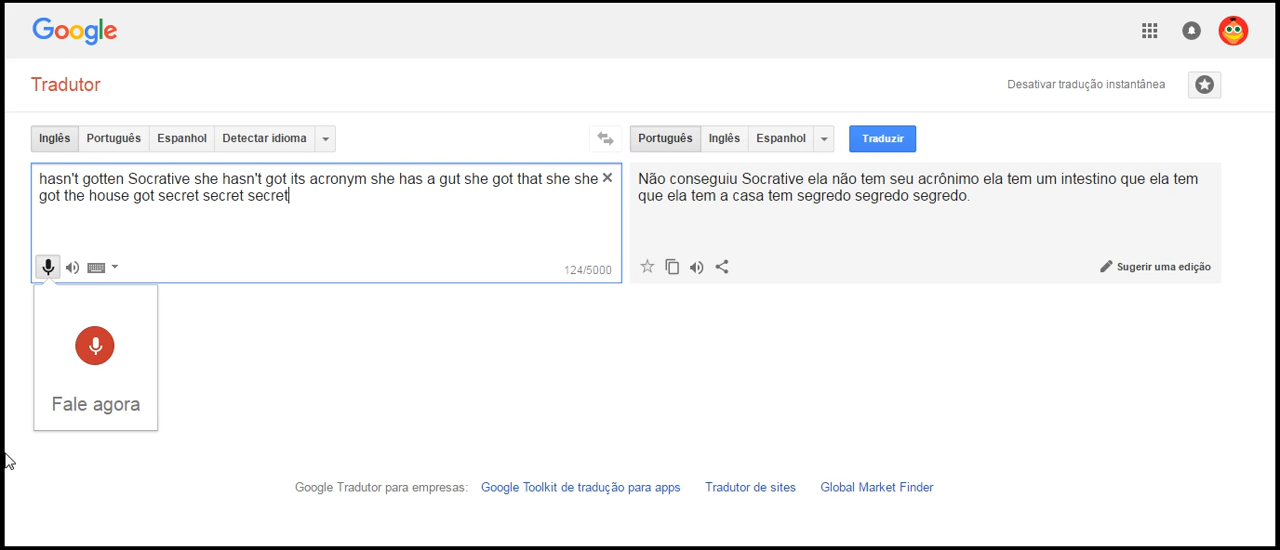 Google
Tradutor
Desativar tradução instantânea
Inglês Português Espanhol Detectar idioma
Português Inglês Espanhol Traduzir
hasn't gotten Socrative she hasn't got its acronym she has a gut she got that she she
got the house got secret secret secret
124/5000
Não conseguiu Socrative ela não tem seu acrônimo ela tem um intestino que ela tem
que ela tem a casa tem segredo segredo segredo.
Sugerir uma edição
Fale agora
Google Tradutor para empresas: Google Toolkit de tradução para apps Tradutor de sites Global Market Finder